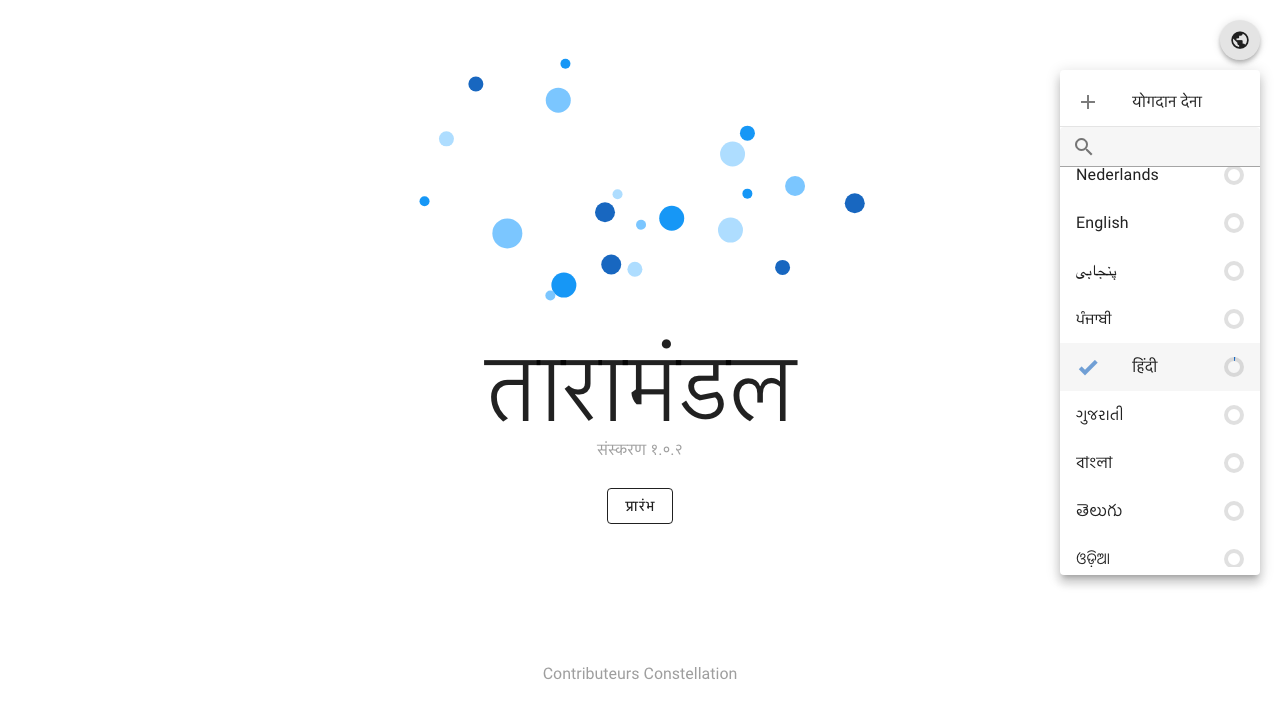 योगदान देना
Nederlands
English
پنجابی
ਪੰਜਾਬੀ
हिंदी
ગુજરાતી
বাংলা
తెలుగు
ଓଡ଼ିଆ
तारामंडल
संस्करण १.०.२
प्रारंभ
Contributeurs Constellation